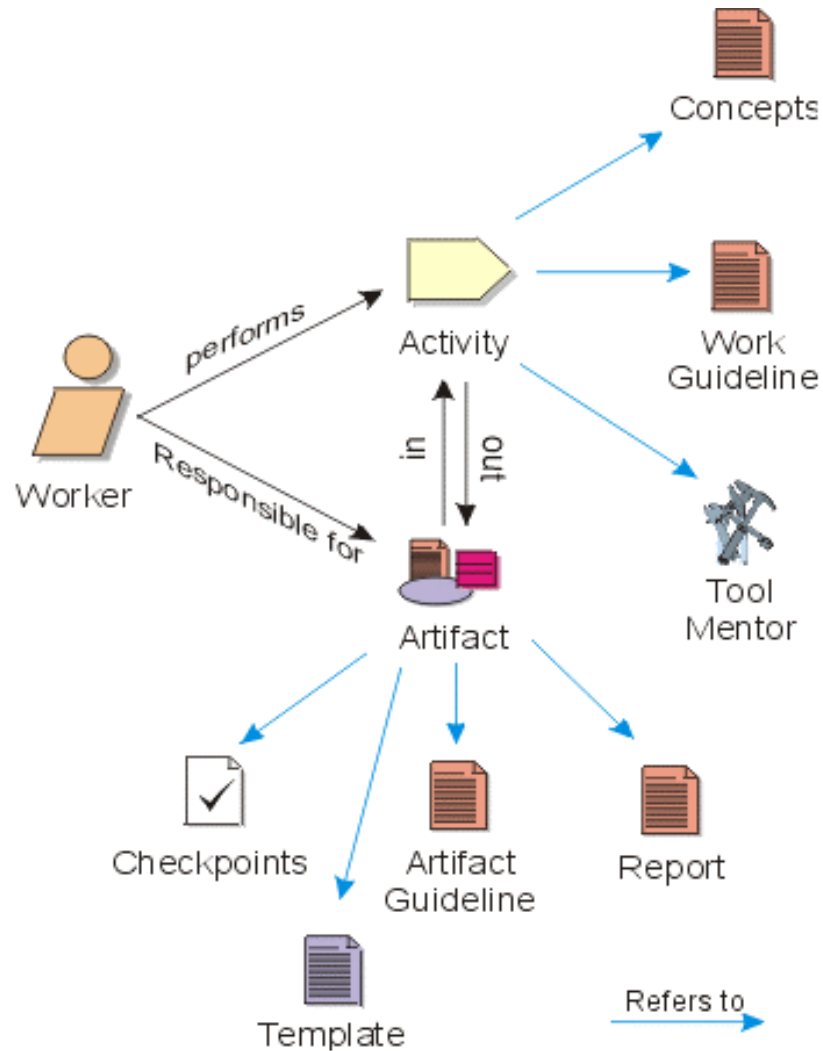 Concepts
performs
Activity
Work
Guideline
Worker
Responsible for
in
out
Tool
Mentor
Artifact
Checkpoints
Artifact
Guideline
Report
Template
Refers to